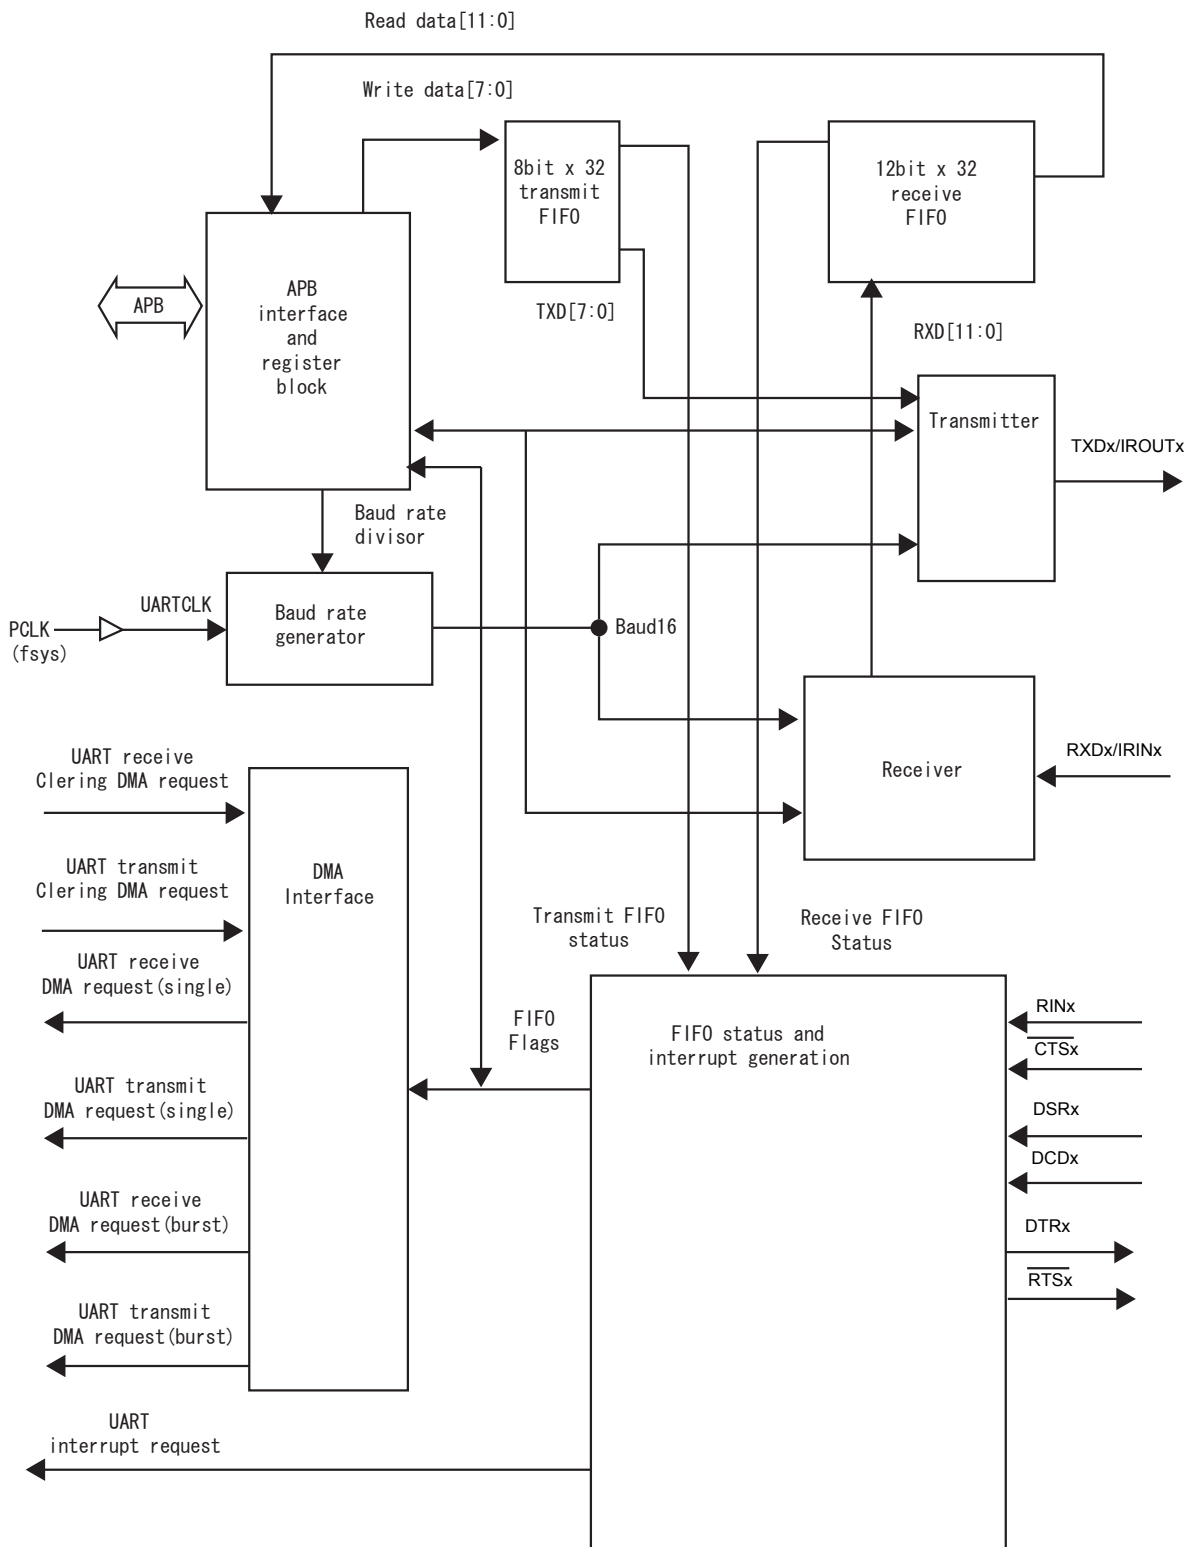 Read data[11:0]
Write data[7:0]
8bit x 32
transmit
FIFO
12bit x 32
receive
FIFO
APB
APB
interface
and
register
block
TXD[7:0]
RXD[11:0]
Transmitter
TXDx/IROUTx
Baud rate
divisor
UARTCLK
PCLK
(fsys)
Baud rate
generator
Baud16
UART receive
Clering DMA request
RXDx/IRINx
Receiver
UART transmit
Clering DMA request
DMA
Interface
Transmit FIFO
status
Receive FIFO
Status
UART receive
DMA request(single)
FIFO
Flags
FIFO status and
interrupt generation
RINx
CTSx
UART transmit
DMA request(single)
DSRx
DCDx
UART receive
DMA request(burst)
DTRx
RTSx
UART transmit
DMA request(burst)
UART
interrupt request